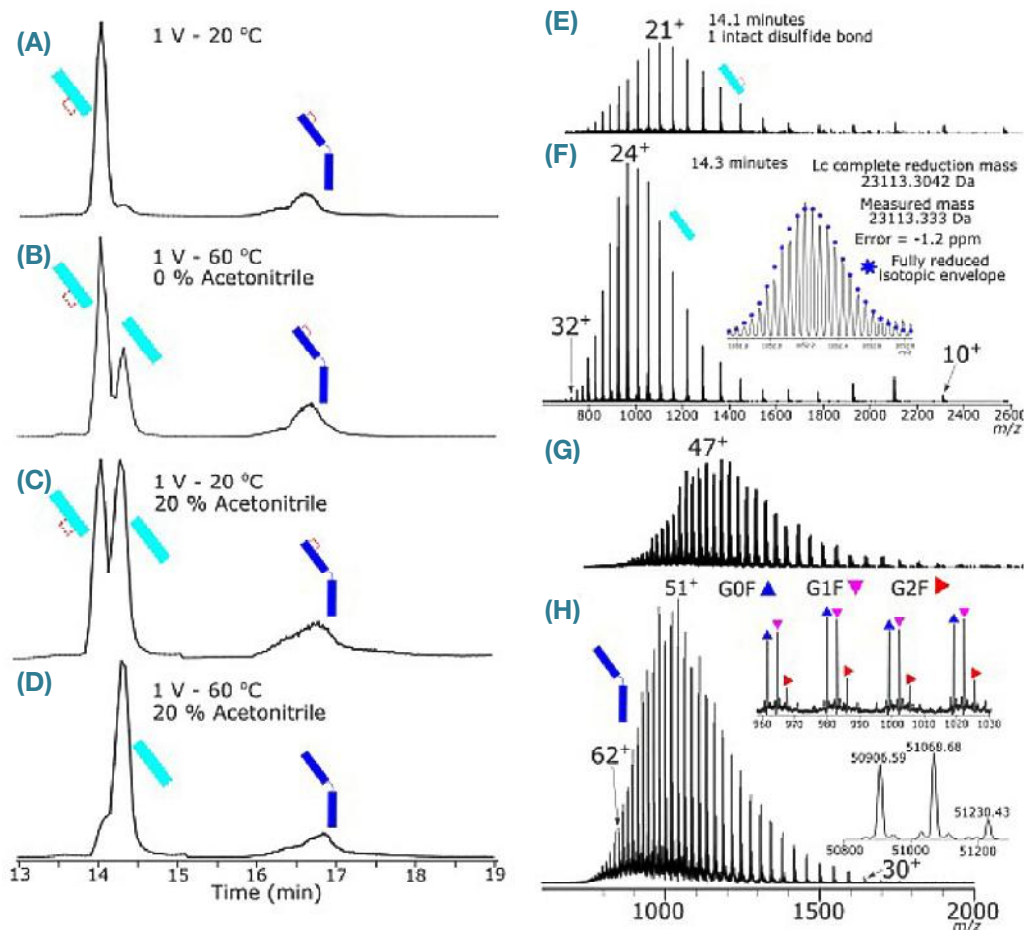 (A)
1 V - 20 °C
(B)
1 V - 60 °C
0 % Acetonitrile
(C)
1 V - 20 °C
20 % Acetonitrile
(D)
1 V - 60 °C
20 % Acetonitrile
13 14 15 16 17 18 19
Time (min)
(E)
21+
14.1 minutes
1 intact disulfide bond
(F)
24+
14.3 minutes
Lc complete reduction mass
23113.3042 Da
Measured mass
23113.333 Da
Error = -1.2 ppm
Fully reduced
isotopic envelope
32+
10+
800 1000 1200 1400 1600 1800 2000 2200 2400 2600
m/z
(G)
47+
(H)
51+
G0F G1F G2F
960 970 980 990 1000 1010 1020 1030
62+
50906.59
51068.68
51230.43
50800 51000 51200
30+
1000 1500 2000
m/z